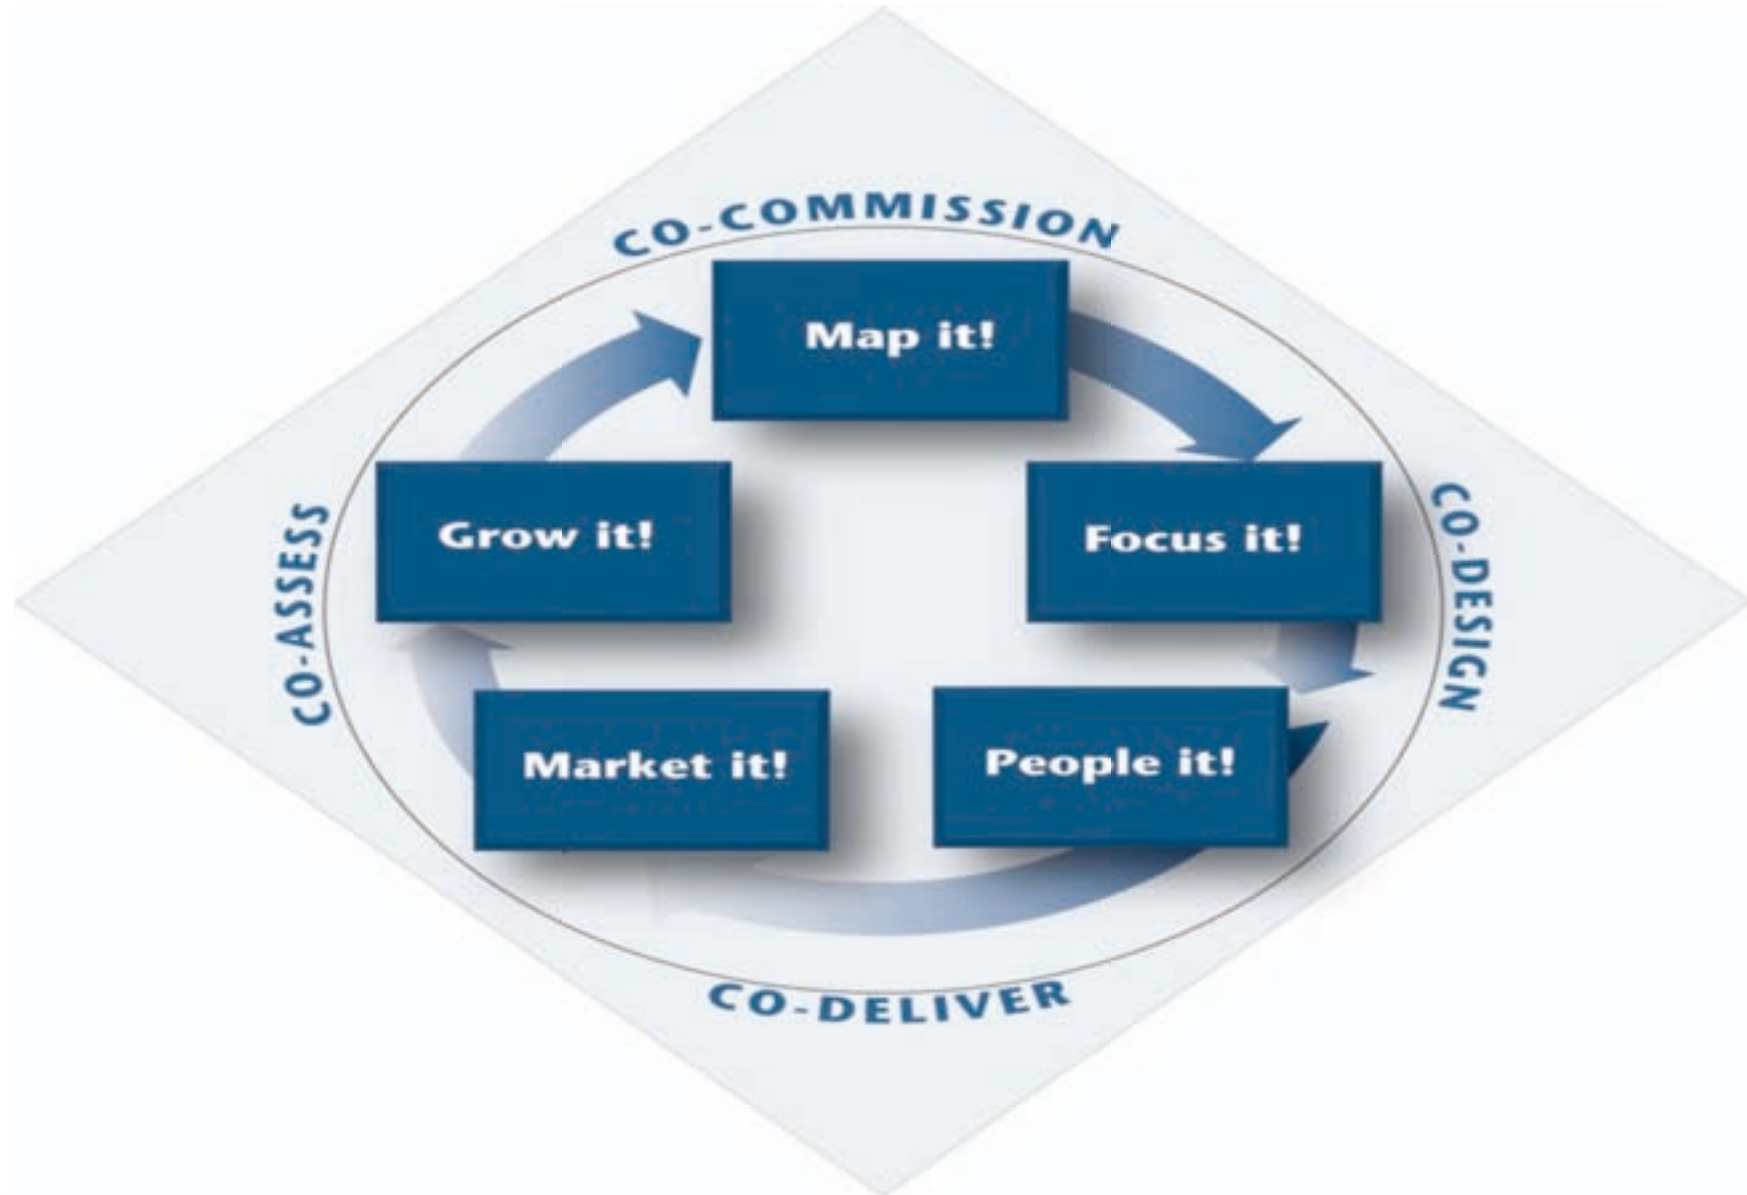 CO-COMMISSION
Map it!
Grow it!
Focus it!
CO-ASSESS
CO-DESIGN
Market it!
People it!
CO-DELIVER